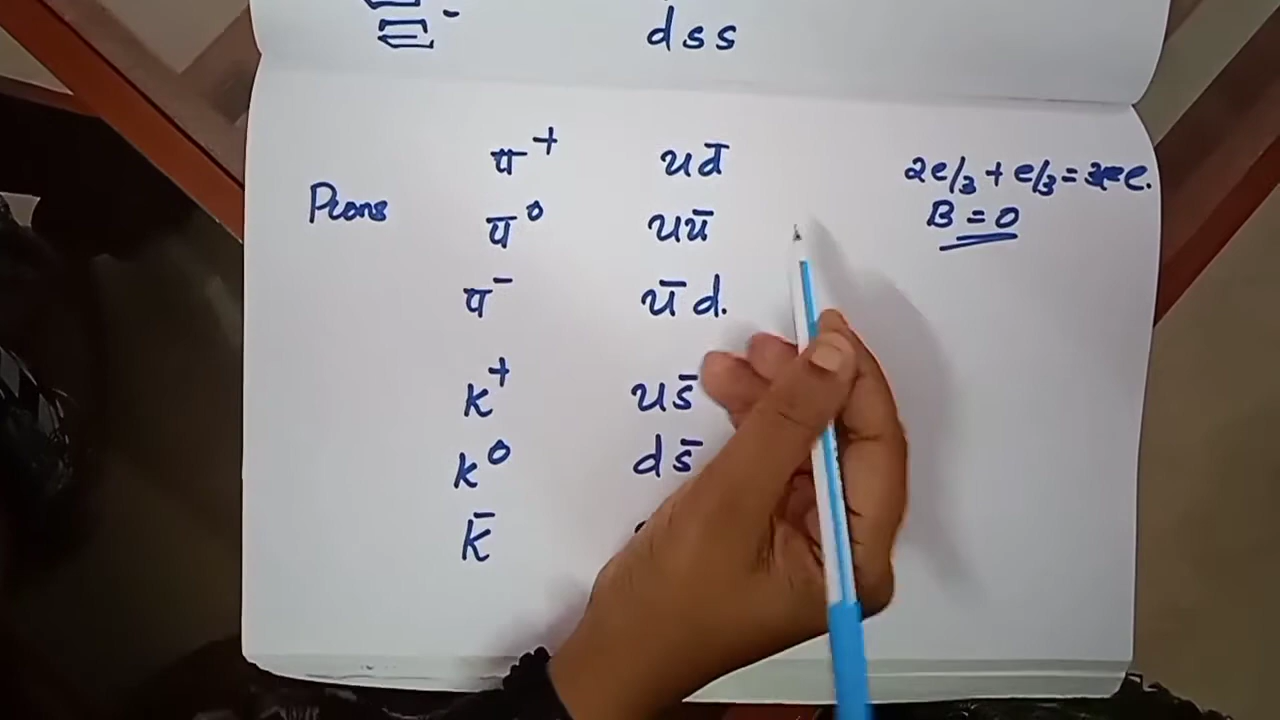 Ξ⁻ dss
π⁺ ud̄ 2e/3 + e/3 = e.
Pions π⁰ uū B = 0
π⁻ ūd.
k⁺ us̄
k⁰ ds̄
k̄